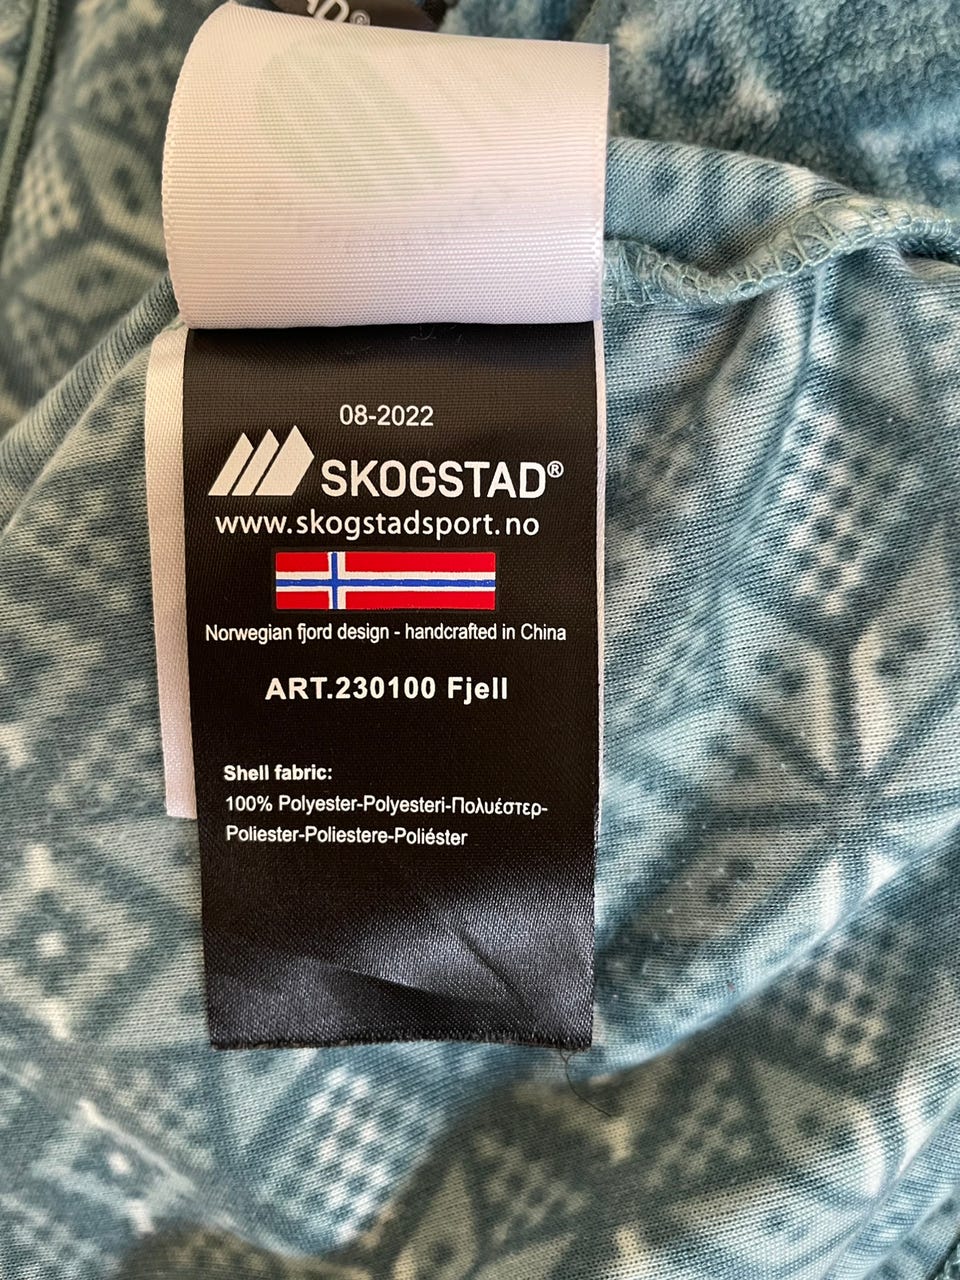 08-2022
SKOGSTAD®
www.skogstadsport.no
Norwegian fjord design - handcrafted in China
ART.230100 Fjell
Shell fabric:
100% Polyester-Polyesteri-Πολυέστερ-
Poliester-Poliestere-Poliéster